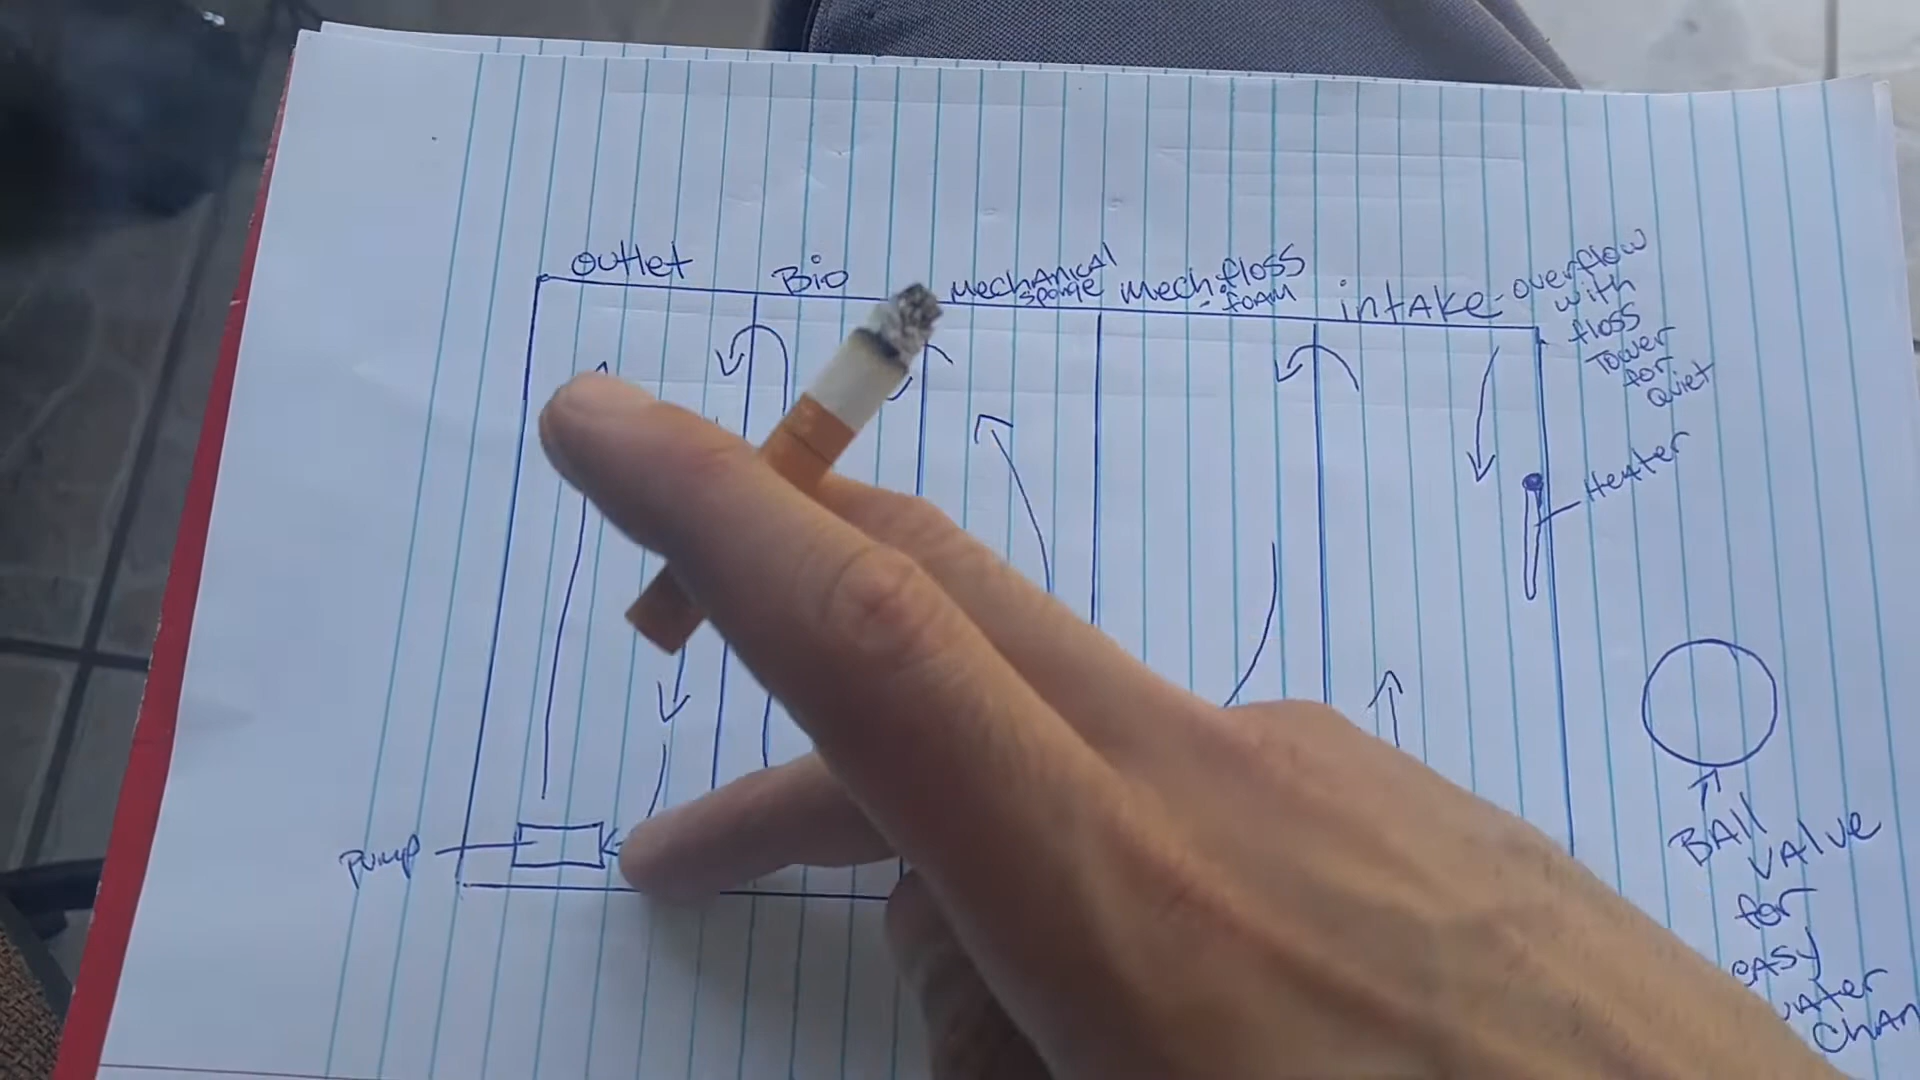 outlet
Bio
Mechanical
sponge
Mech floss
- foam
intake - overflow
with
floss
Tower
for
Quiet
Heater
Pump
BAll
VAlve
for
easy
water
Chan